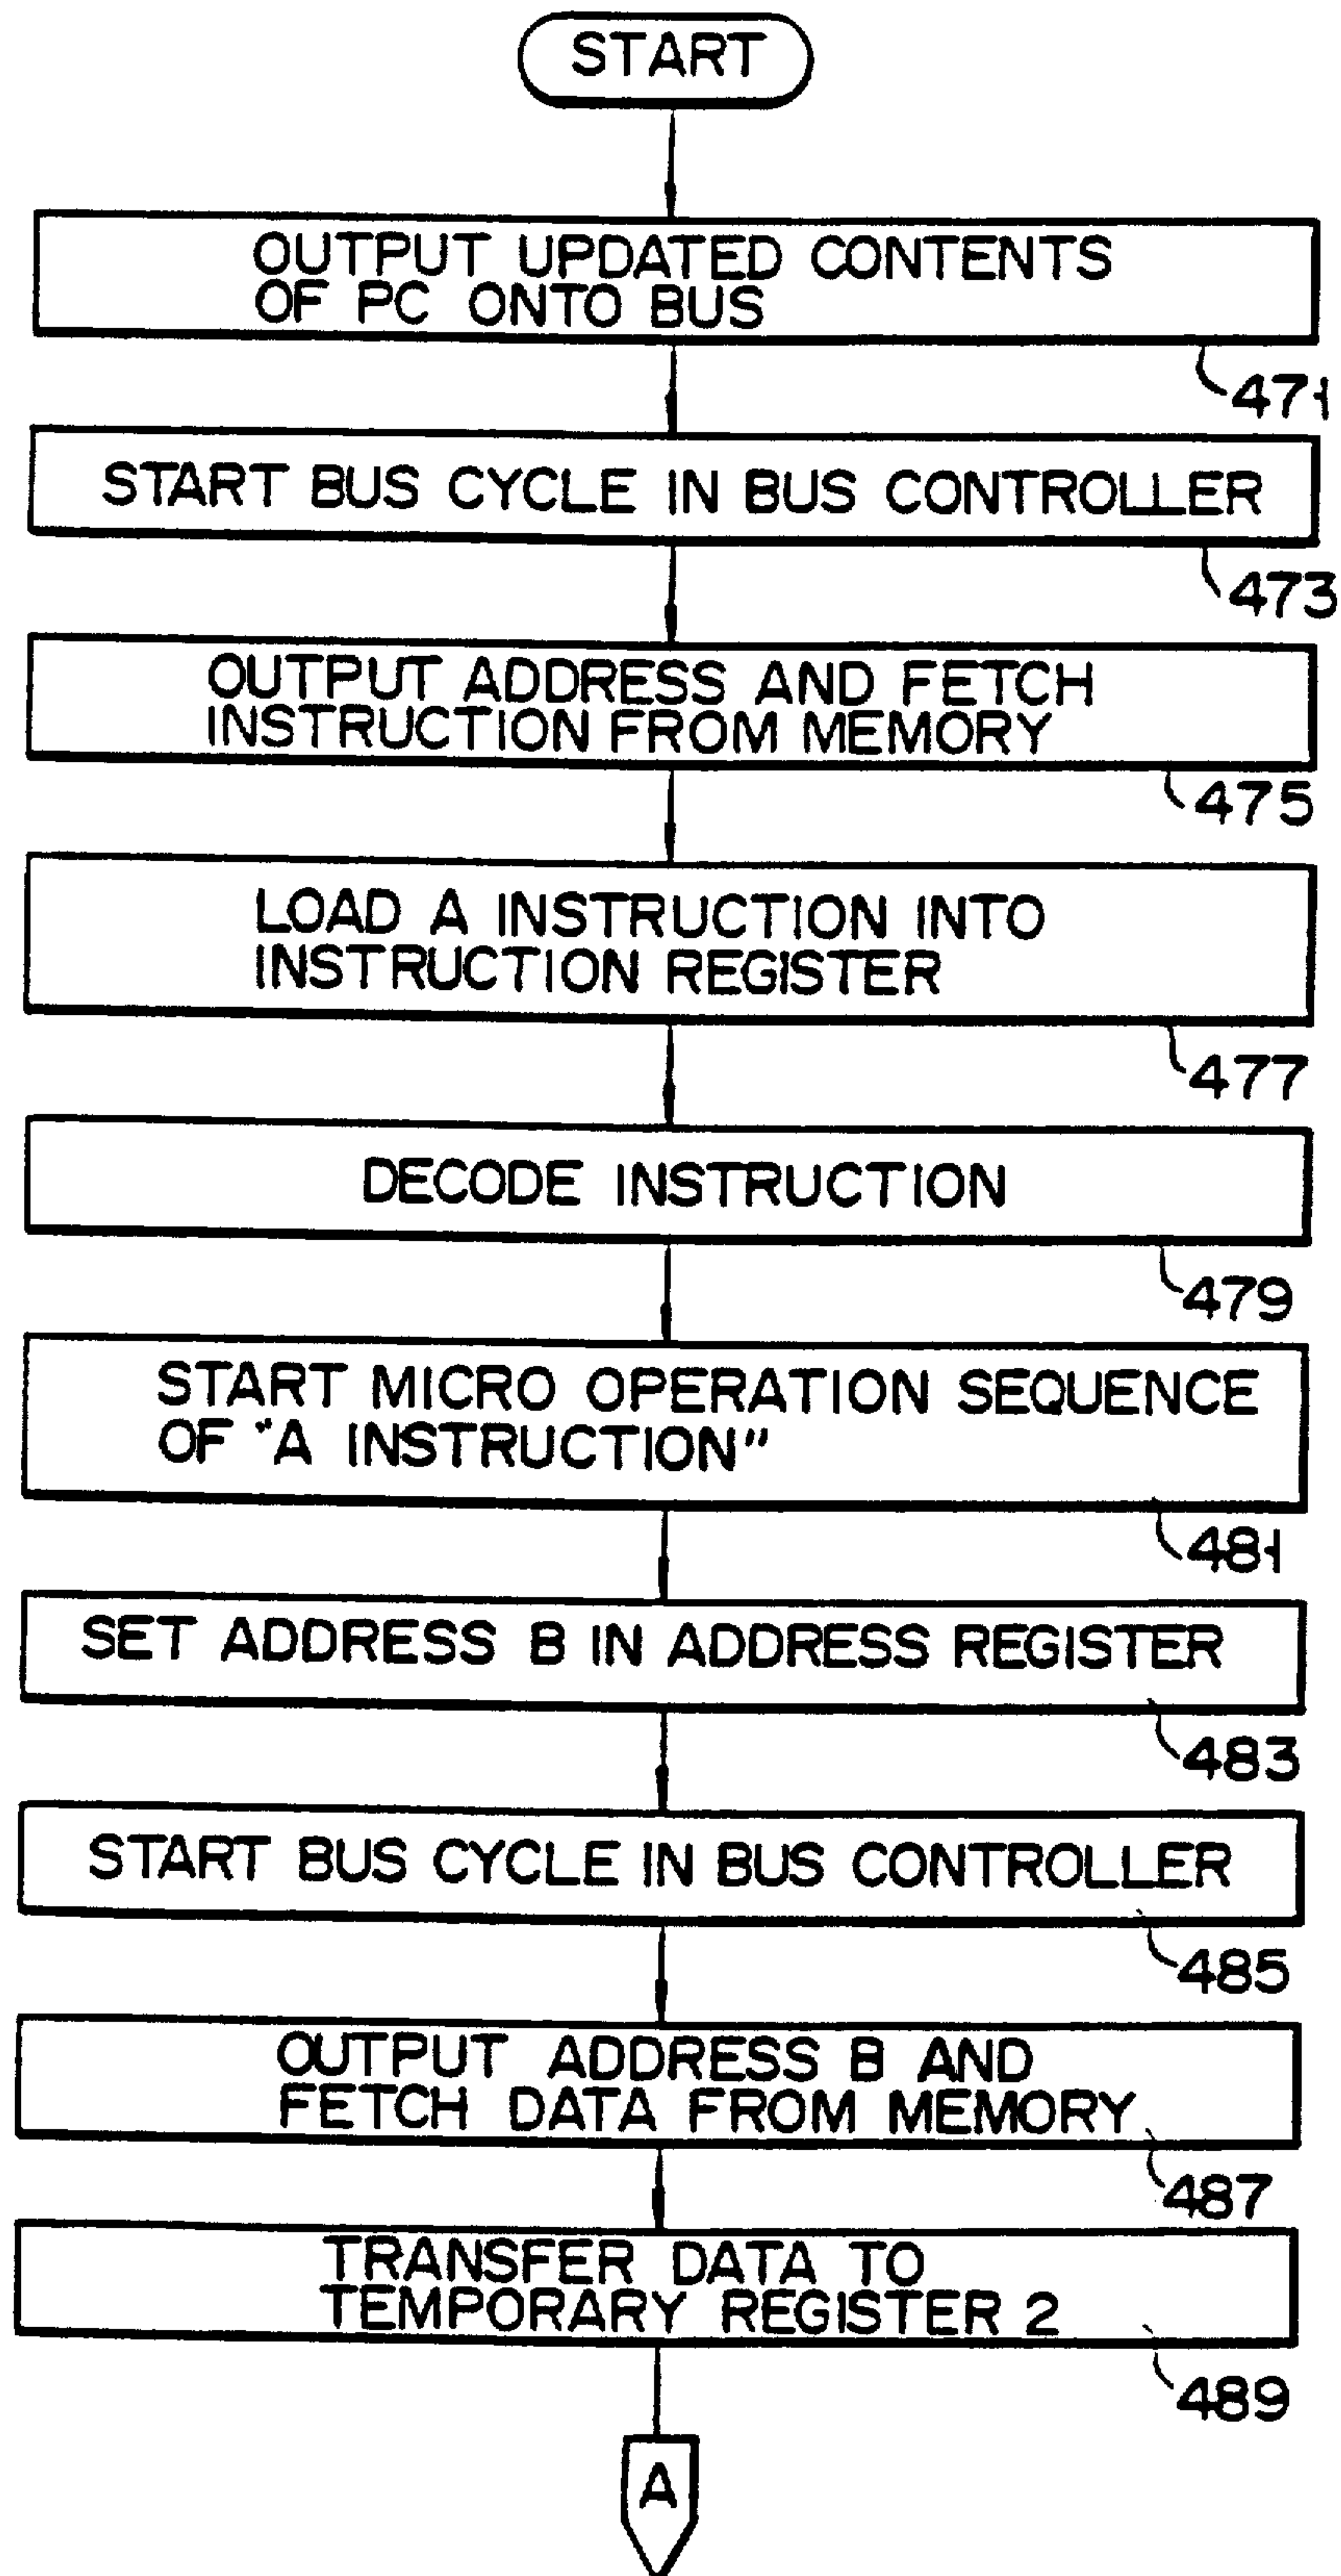 START
OUTPUT UPDATED CONTENTS
OF PC ONTO BUS
471
START BUS CYCLE IN BUS CONTROLLER
473
OUTPUT ADDRESS AND FETCH
INSTRUCTION FROM MEMORY
475
LOAD A INSTRUCTION INTO
INSTRUCTION REGISTER
477
DECODE INSTRUCTION
479
START MICRO OPERATION SEQUENCE
OF "A INSTRUCTION"
481
SET ADDRESS B IN ADDRESS REGISTER
483
START BUS CYCLE IN BUS CONTROLLER
485
OUTPUT ADDRESS B AND
FETCH DATA FROM MEMORY
487
TRANSFER DATA TO
TEMPORARY REGISTER 2
489
A